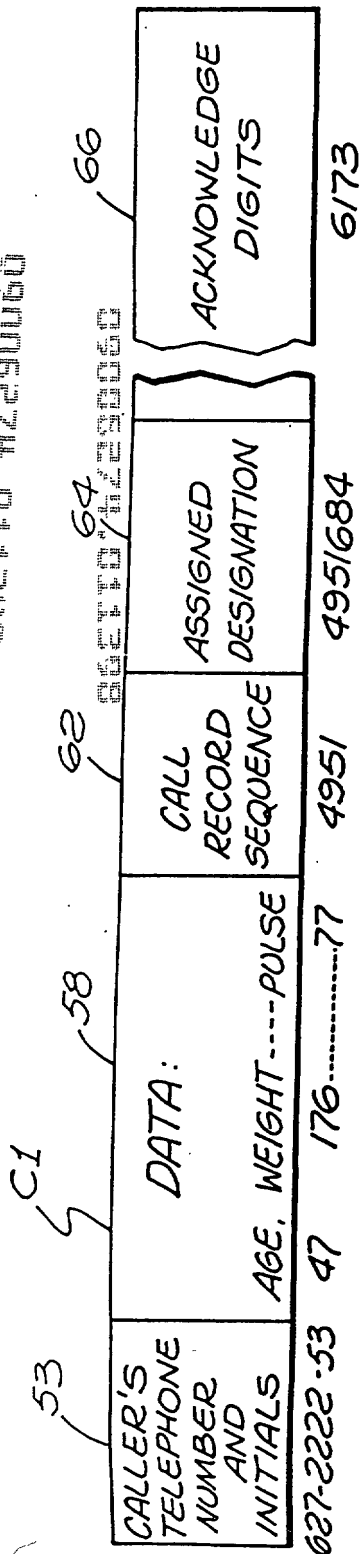 C1
53
58
62
64
66
CALLER'S
TELEPHONE
NUMBER
AND
INITIALS
DATA:
AGE, WEIGHT----PULSE
CALL
RECORD
SEQUENCE
ASSIGNED
DESIGNATION
ACKNOWLEDGE
DIGITS
627-2222-53 47 176------------77 4951 4951684 6173